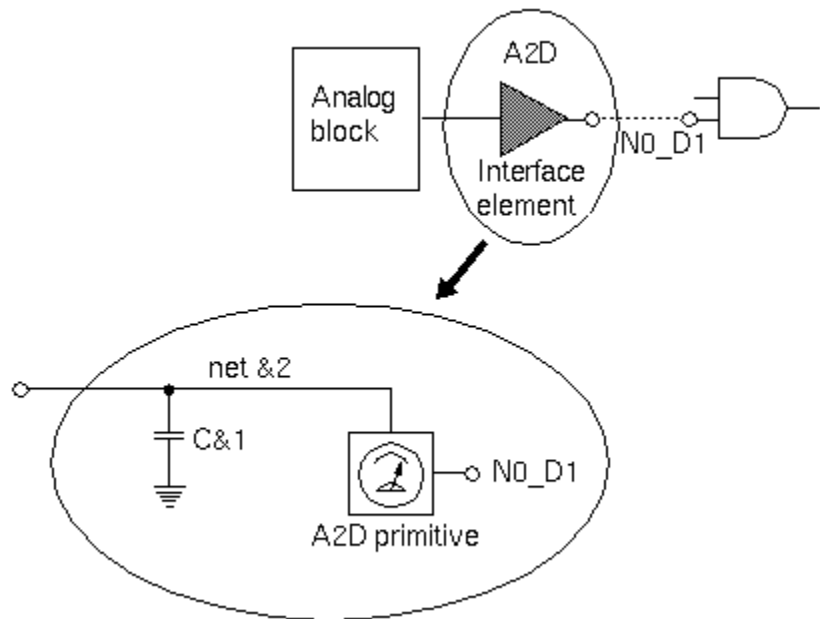 A2D
Analog
block
N0_D1
Interface
element
net &2
C&1
N0_D1
A2D primitive